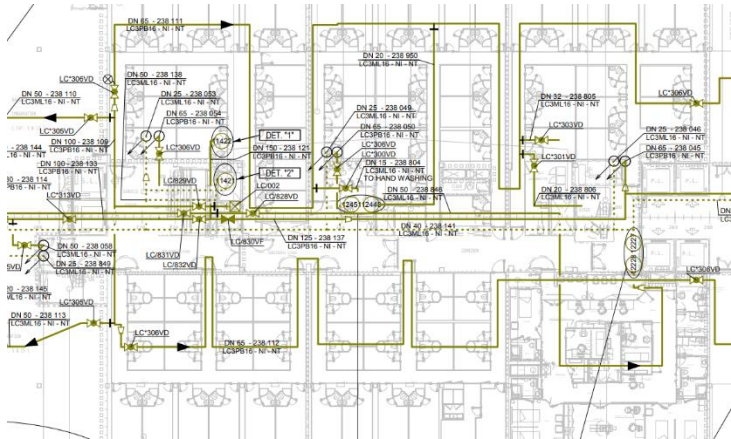 DN 65 - 238 111
LC3PB16 - NI - NT
DN 50 - 238 110
LC3ML16 - NI - NT
LC*306VD
DN 50 - 238 138
LC3ML16 - NI - NT
DN 25 - 238 053
LC3ML16 - NI - NT
DN 65 - 238 054
LC3PB16 - NI - NT
LC*305VD
DN 100 - 238 109
LC3PB16 - NI - NT
LC*306VD
11422
DET. "1"
DN 150 - 238 121
LC3PB16 - NI - NT
11421
DET. "2"
LC/829VD
LC/002
LC/828VD
DN 100 - 238 133
LC*313VD
DN 20 - 238 950
LC3ML16 - NI - NT
DN 25 - 238 049
LC3ML16 - NI - NT
DN 65 - 238 050
LC3PB16 - NI - NT
LC*306VD
LC*300VD
DN 15 - 238 804
LC3ML16 - NI - NT
TO HAND WASHING
DN 50 - 238 846
LC3ML16 - NI - NT
LC*306VD
DN 32 - 238 805
LC3ML16 - NI - NT
LC*303VD
LC*301VD
DN 25 - 238 046
LC3ML16 - NI - NT
DN 65 - 238 045
LC3PB16 - NI - NT
DN 20 - 238 806
LC3ML16 - NI - NT
DN 40 - 238 141
LC3ML16 - NI - NT
DN 125 - 238 137
LC3PB16 - NI - NT
LC/830VF
LC/831VD
LC/832VD
DN 50 - 238 058
LC3ML16 - NI - NT
DN 25 - 238 849
LC3ML16 - NI - NT
12228
12227
LC*306VD
DN 50 - 238 113
LC3ML16 - NI - NT
LC*306VD
DN 65 - 238 112
LC3PB16 - NI - NT